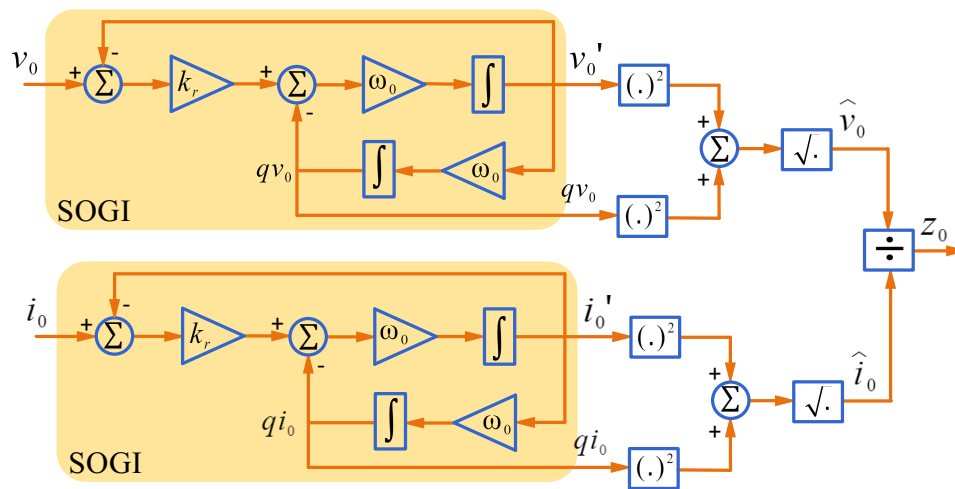 v₀ + - Σ kᵣ + - Σ ω₀ ∫ v₀' (.)²
qv₀ ∫ ω₀ qv₀ (.)²
+ + Σ √. v̂₀
SOGI
÷ z₀
i₀ + - Σ kᵣ + - Σ ω₀ ∫ i₀' (.)²
qi₀ ∫ ω₀ qi₀ (.)²
+ + Σ √. î₀
SOGI